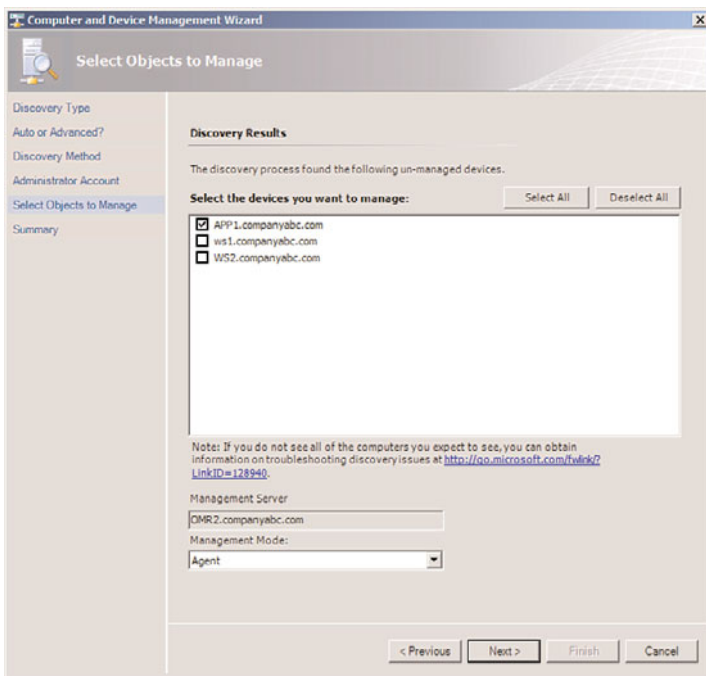 Computer and Device Management Wizard
Select Objects to Manage
Discovery Type
Auto or Advanced?
Discovery Method
Administrator Account
Select Objects to Manage
Summary
Discovery Results
The discovery process found the following un-managed devices.
Select the devices you want to manage:
Select All
Deselect All
APP1.companyabc.com
ws1.companyabc.com
WS2.companyabc.com
Note: If you do not see all of the computers you expect to see, you can obtain
information on troubleshooting discovery issues at http://go.microsoft.com/fwlink/?
LinkID=128940.
Management Server
OMR2.companyabc.com
Management Mode:
Agent
< Previous
Next >
Finish
Cancel